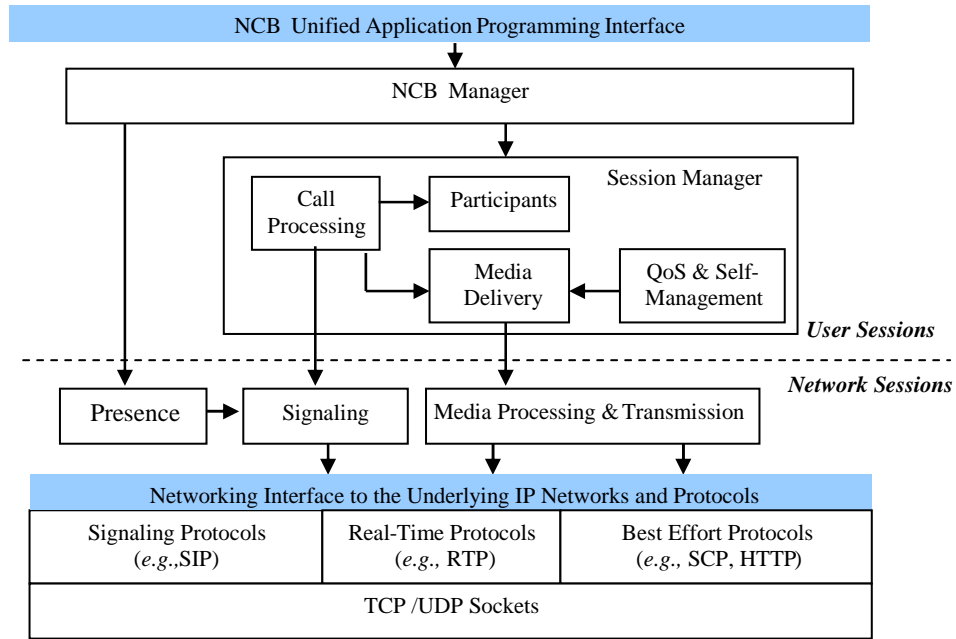 NCB Unified Application Programming Interface
NCB Manager
Session Manager
Call
Processing
Participants
Media
Delivery
QoS & Self-
Management
User Sessions
Network Sessions
Presence
Signaling
Media Processing & Transmission
Networking Interface to the Underlying IP Networks and Protocols
Signaling Protocols
(e.g.,SIP)
Real-Time Protocols
(e.g., RTP)
Best Effort Protocols
(e.g., SCP, HTTP)
TCP /UDP Sockets